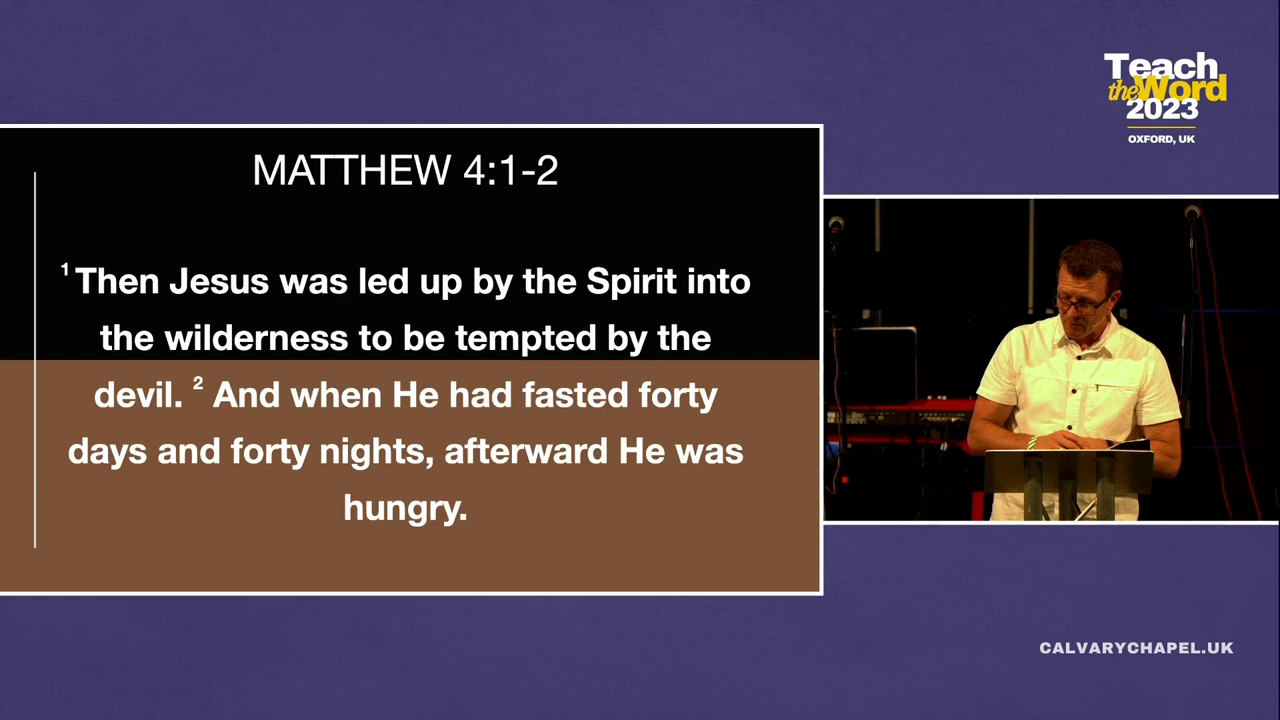 MATTHEW 4:1-2
1 Then Jesus was led up by the Spirit into
the wilderness to be tempted by the
devil. 2 And when He had fasted forty
days and forty nights, afterward He was
hungry.
Teach
the Word
2023
OXFORD, UK
CALVARYCHAPEL.UK